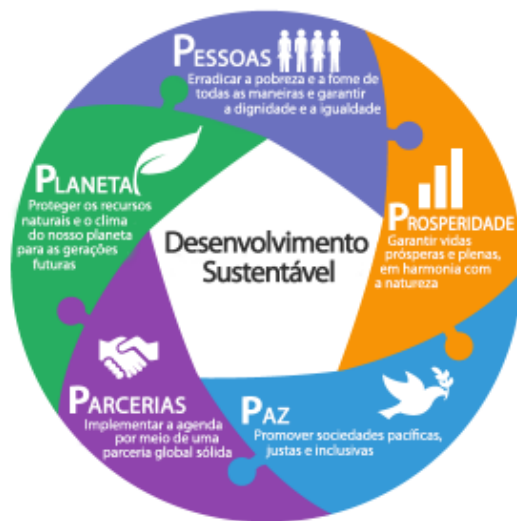 PESSOAS
Erradicar a pobreza e a fome de
todas as maneiras e garantir
a dignidade e a igualdade
PROSPERIDADE
Garantir vidas
prósperas e plenas,
em harmonia com
a natureza
PAZ
Promover sociedades pacíficas,
justas e inclusivas
PARCERIAS
Implementar a agenda
por meio de uma
parceria global sólida
PLANETA
Proteger os recursos
naturais e o clima
do nosso planeta
para as gerações
futuras
Desenvolvimento
Sustentável